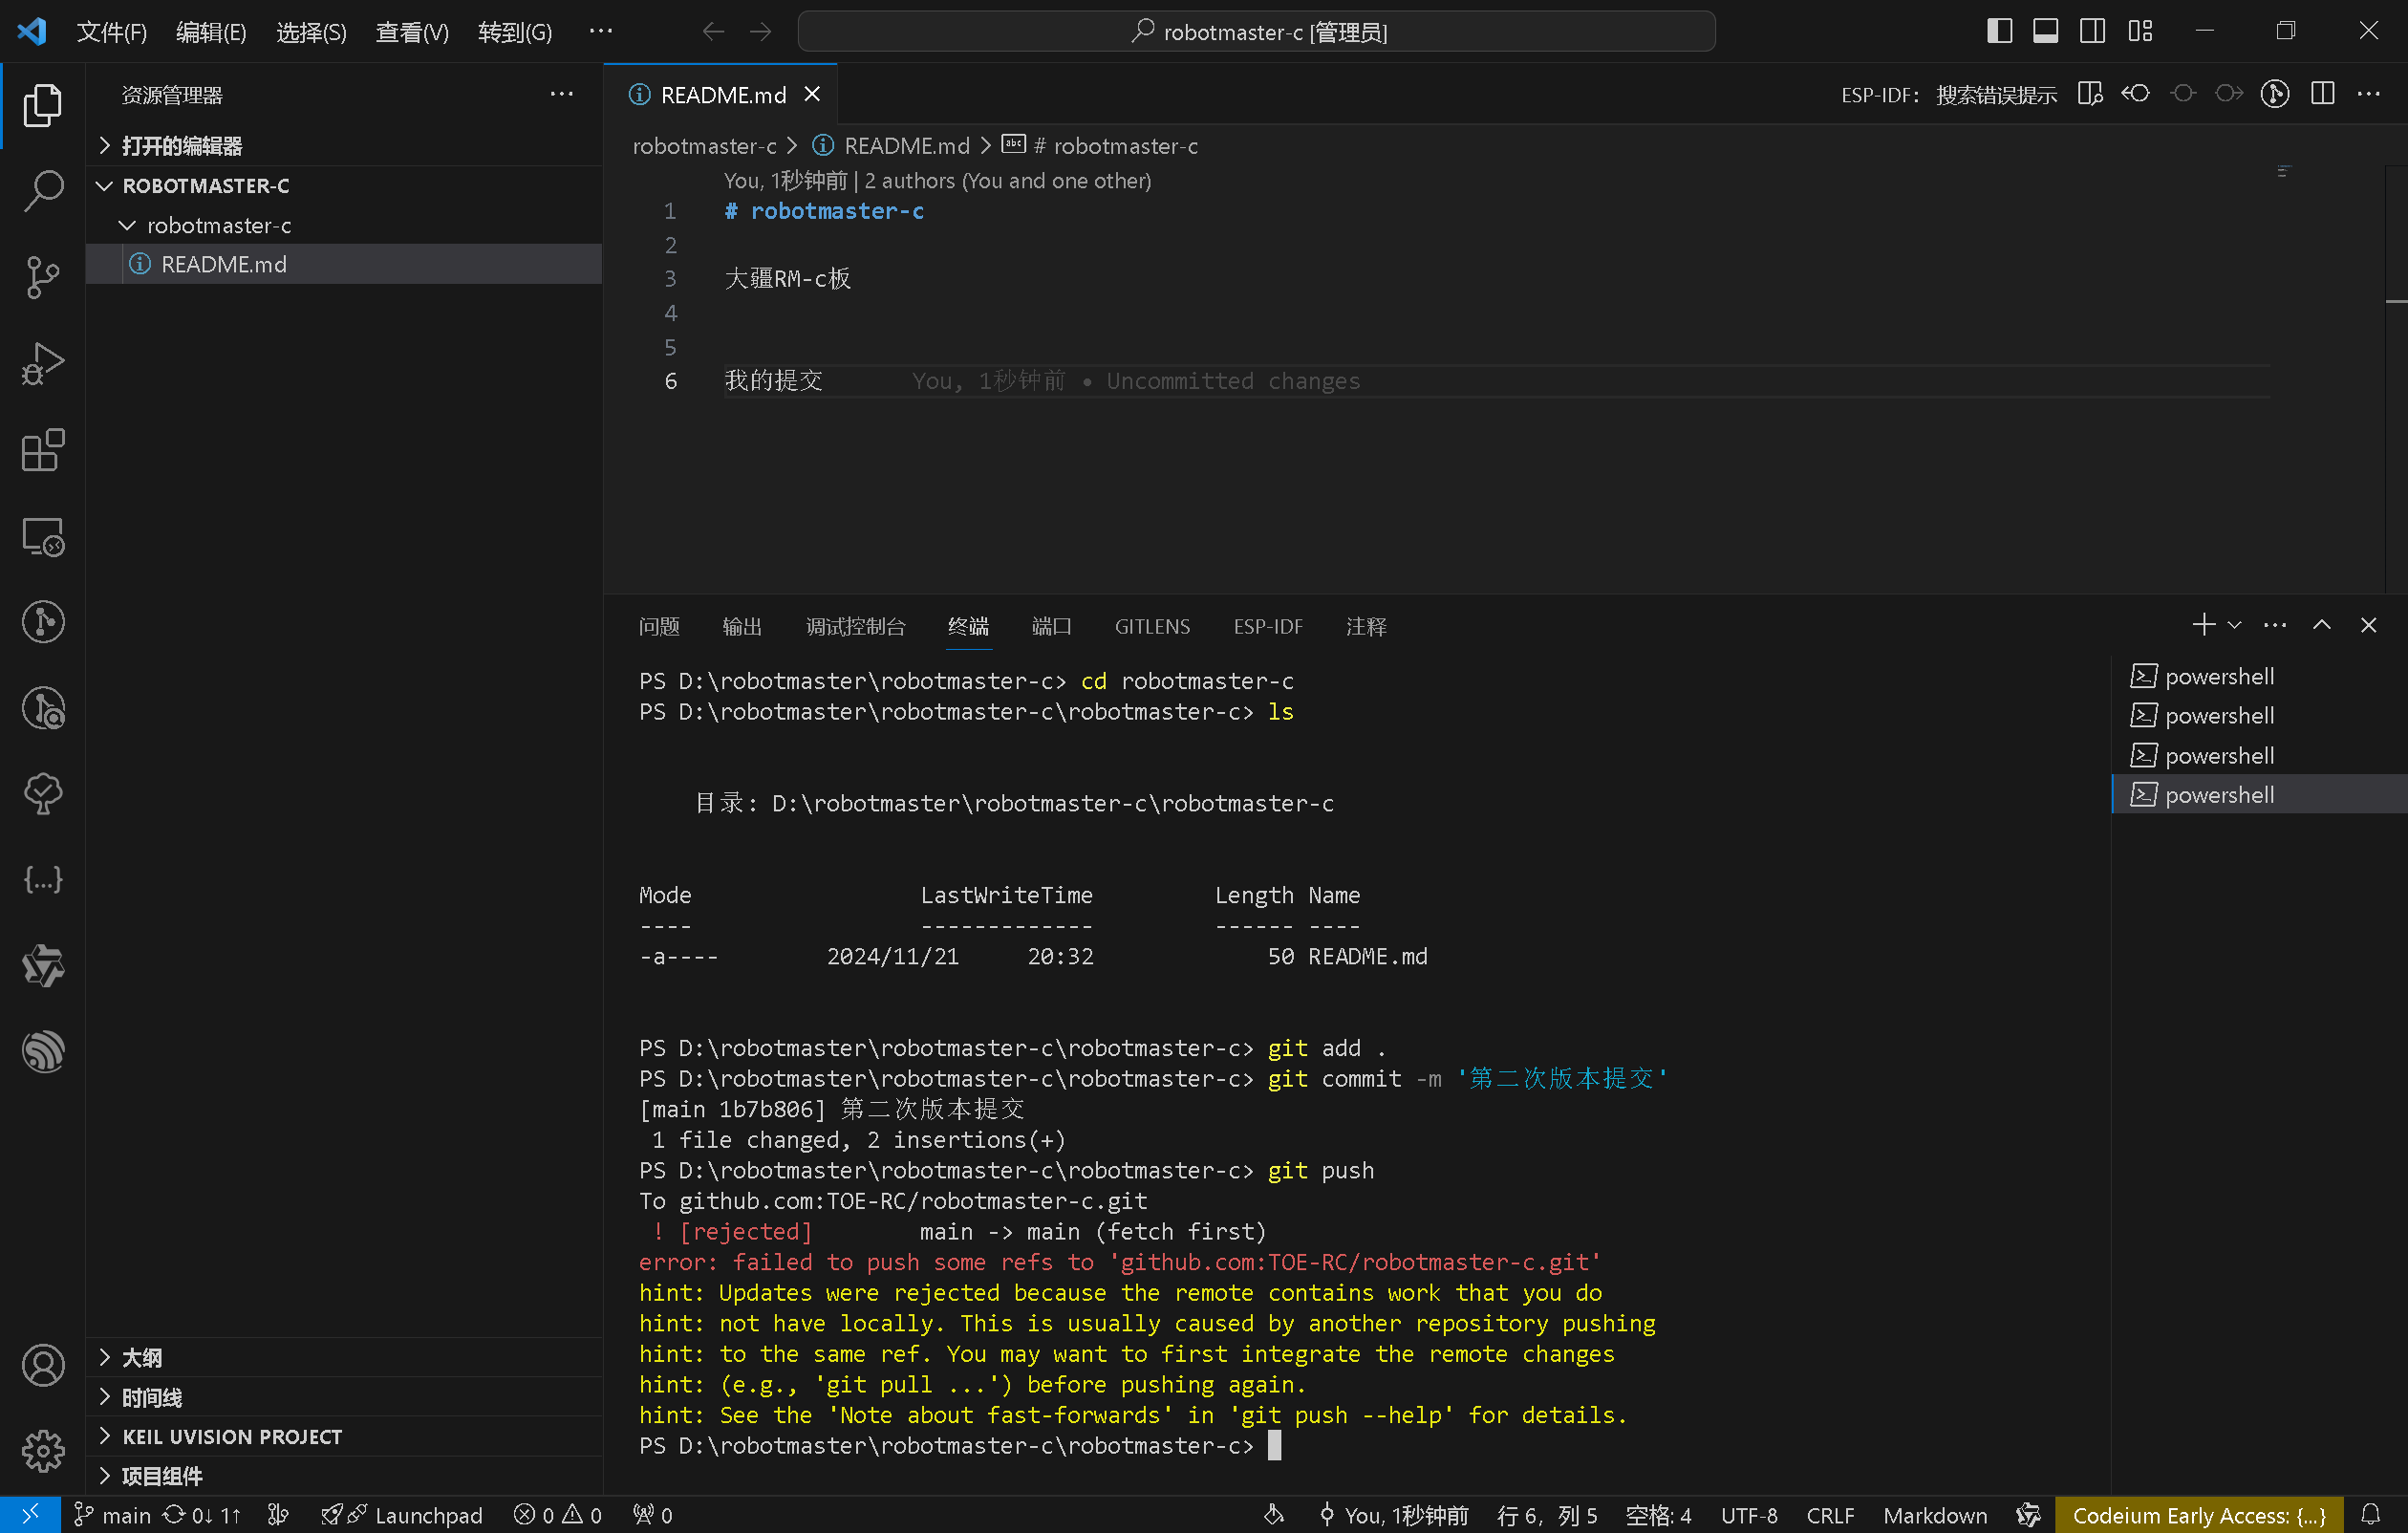 文件(F) 编辑(E) 选择(S) 查看(V) 转到(G) ··· robotmaster-c [管理员]
资源管理器
打开的编辑器
ROBOTMASTER-C
robotmaster-c
README.md
大纲
时间线
KEIL UVISION PROJECT
项目组件
README.md ESP-IDF: 搜索错误提示
robotmaster-c > README.md > # robotmaster-c
You, 1秒钟前 | 2 authors (You and one other)
1 # robotmaster-c
2
3 大疆RM-c板
4
5
6 我的提交 You, 1秒钟前 • Uncommitted changes
问题 输出 调试控制台 终端 端口 GITLENS ESP-IDF 注释
PS D:\robotmaster\robotmaster-c> cd robotmaster-c
PS D:\robotmaster\robotmaster-c\robotmaster-c> ls
目录: D:\robotmaster\robotmaster-c\robotmaster-c
Mode LastWriteTime Length Name
---- ------------- ------ ----
-a---- 2024/11/21 20:32 50 README.md
PS D:\robotmaster\robotmaster-c\robotmaster-c> git add .
PS D:\robotmaster\robotmaster-c\robotmaster-c> git commit -m '第二次版本提交'
[main 1b7b806] 第二次版本提交
1 file changed, 2 insertions(+)
PS D:\robotmaster\robotmaster-c\robotmaster-c> git push
To github.com:TOE-RC/robotmaster-c.git
! [rejected] main -> main (fetch first)
error: failed to push some refs to 'github.com:TOE-RC/robotmaster-c.git'
hint: Updates were rejected because the remote contains work that you do
hint: not have locally. This is usually caused by another repository pushing
hint: to the same ref. You may want to first integrate the remote changes
hint: (e.g., 'git pull ...') before pushing again.
hint: See the 'Note about fast-forwards' in 'git push --help' for details.
PS D:\robotmaster\robotmaster-c\robotmaster-c>
powershell
powershell
powershell
powershell
main 0↓ 1↑ Launchpad 0 0 0 You, 1秒钟前 行 6, 列 5 空格: 4 UTF-8 CRLF Markdown Codeium Early Access: {...}